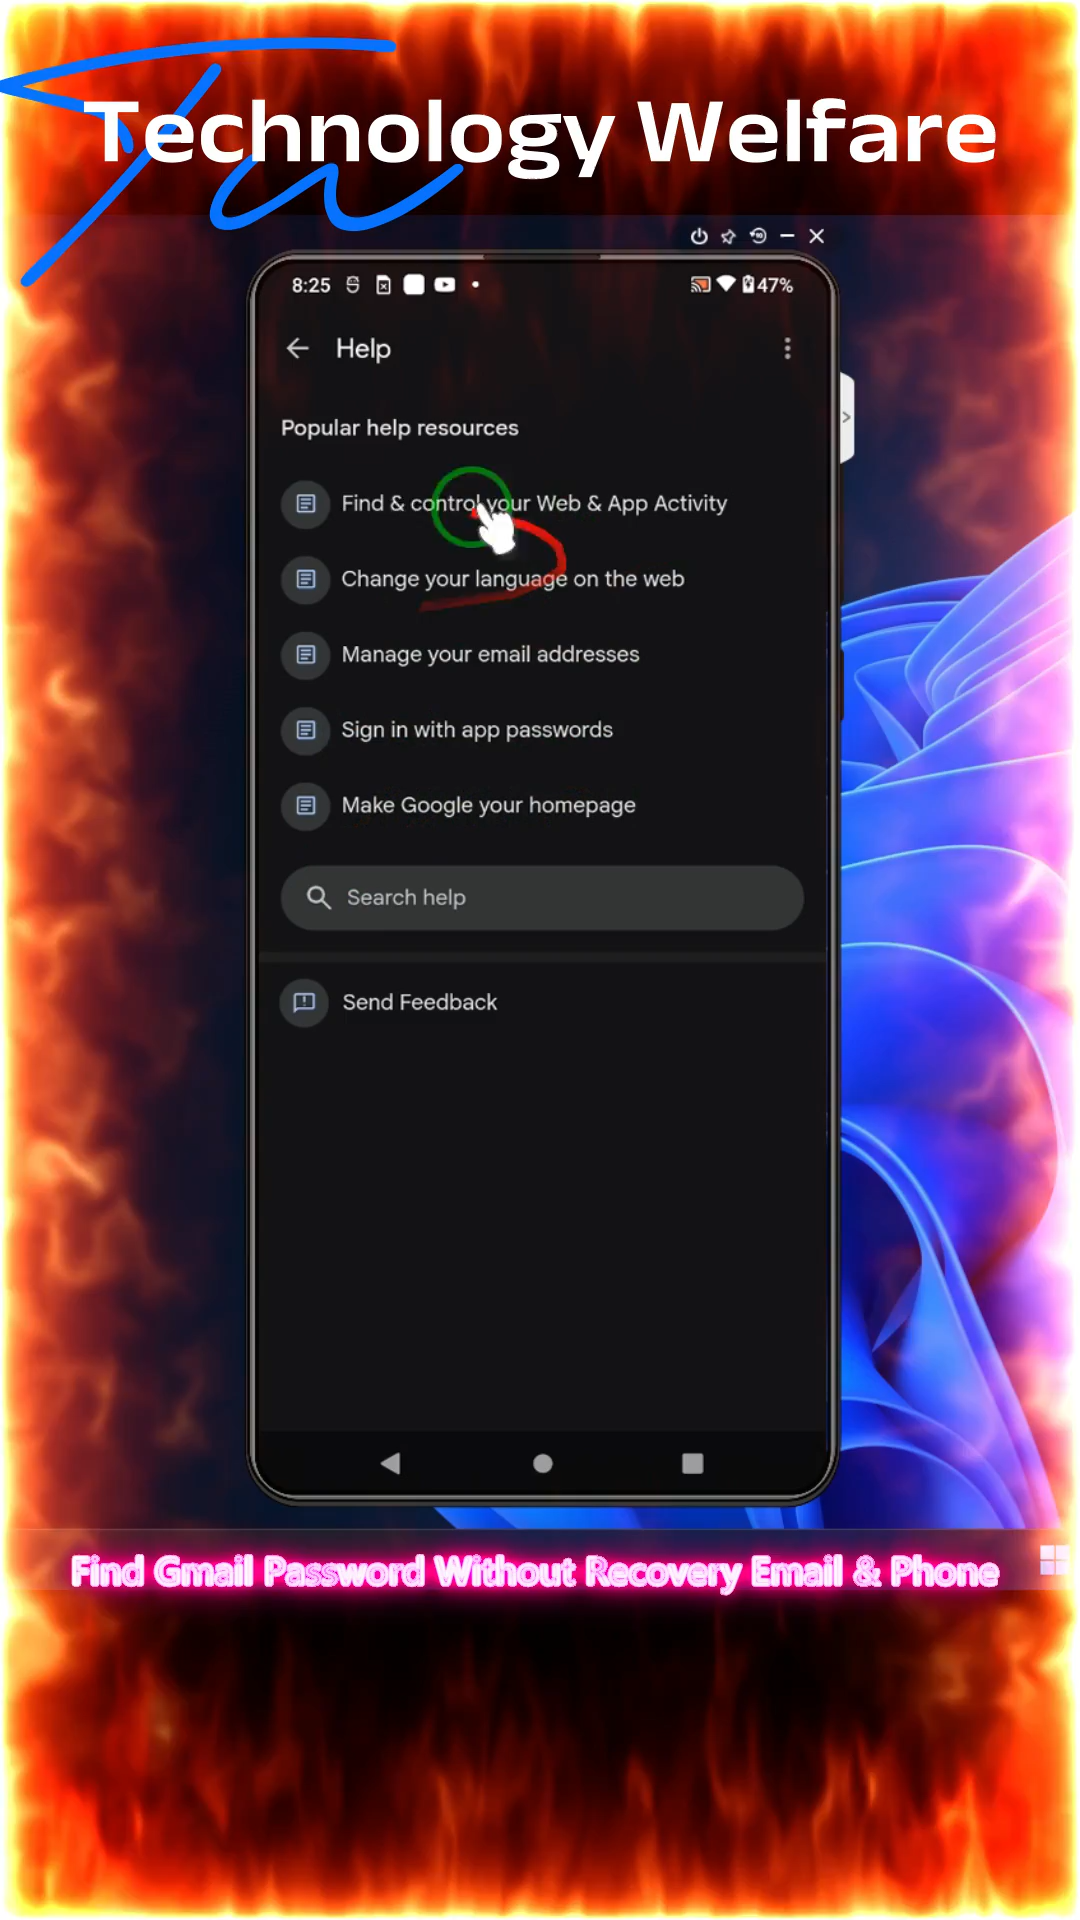 Technology Welfare
8:25
47%
Help
Popular help resources
Find & control your Web & App Activity
Change your language on the web
Manage your email addresses
Sign in with app passwords
Make Google your homepage
Search help
Send Feedback
Find Gmail Password Without Recovery Email & Phone